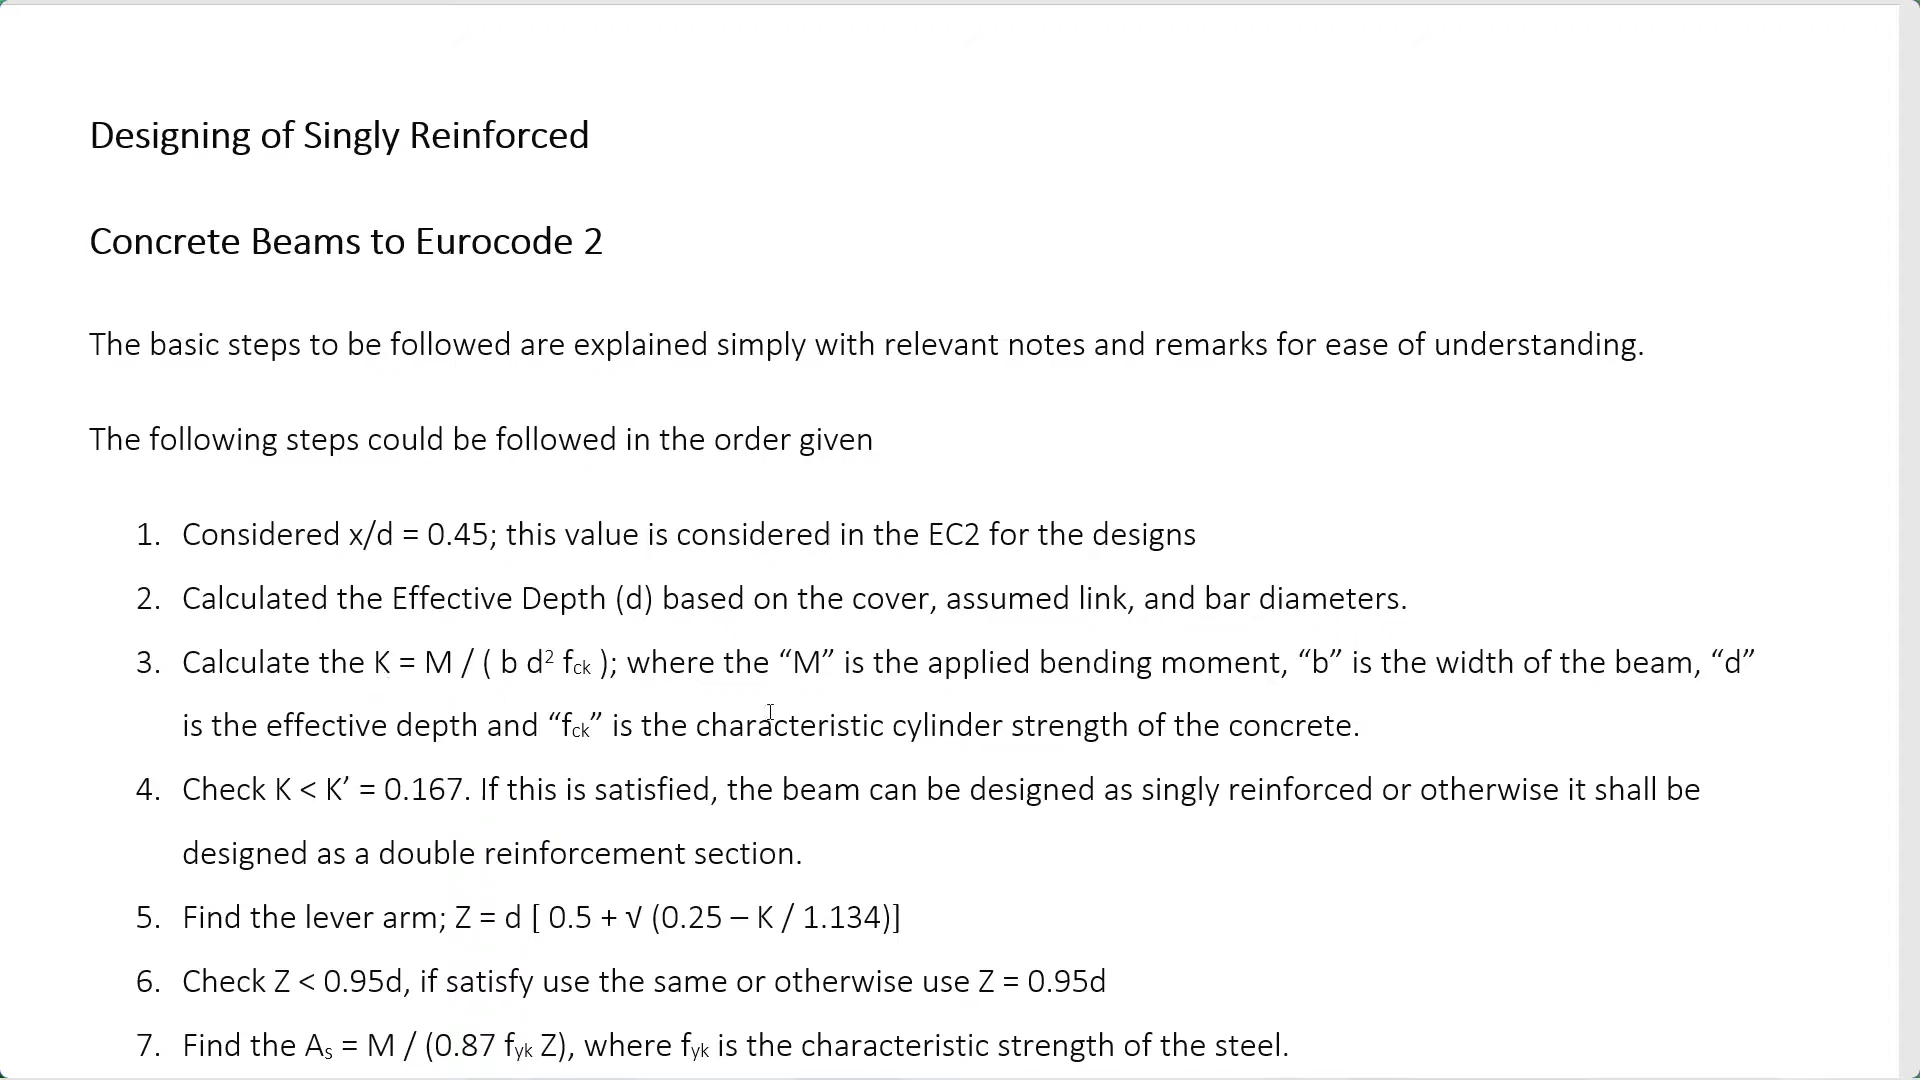 Designing of Singly Reinforced
Concrete Beams to Eurocode 2
The basic steps to be followed are explained simply with relevant notes and remarks for ease of understanding.
The following steps could be followed in the order given
1. Considered x/d = 0.45; this value is considered in the EC2 for the designs
2. Calculated the Effective Depth (d) based on the cover, assumed link, and bar diameters.
3. Calculate the K = M / ( b d² fck ); where the “M” is the applied bending moment, “b” is the width of the beam, “d”
is the effective depth and “fck” is the characteristic cylinder strength of the concrete.
4. Check K < K’ = 0.167. If this is satisfied, the beam can be designed as singly reinforced or otherwise it shall be
designed as a double reinforcement section.
5. Find the lever arm; Z = d [ 0.5 + √ (0.25 – K / 1.134)]
6. Check Z < 0.95d, if satisfy use the same or otherwise use Z = 0.95d
7. Find the As = M / (0.87 fyk Z), where fyk is the characteristic strength of the steel.